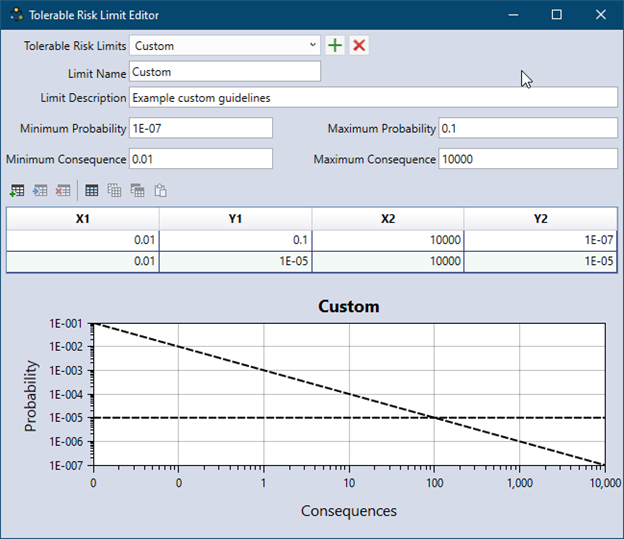 Tolerable Risk Limit Editor
Tolerable Risk Limits Custom
Limit Name Custom
Limit Description Example custom guidelines
Minimum Probability 1E-07 Maximum Probability 0.1
Minimum Consequence 0.01 Maximum Consequence 10000
X1 Y1 X2 Y2
0.01 0.1 10000 1E-07
0.01 1E-05 10000 1E-05
Custom
Probability
1E-001
1E-002
1E-003
1E-004
1E-005
1E-006
1E-007
0 0 1 10 100 1,000 10,000
Consequences